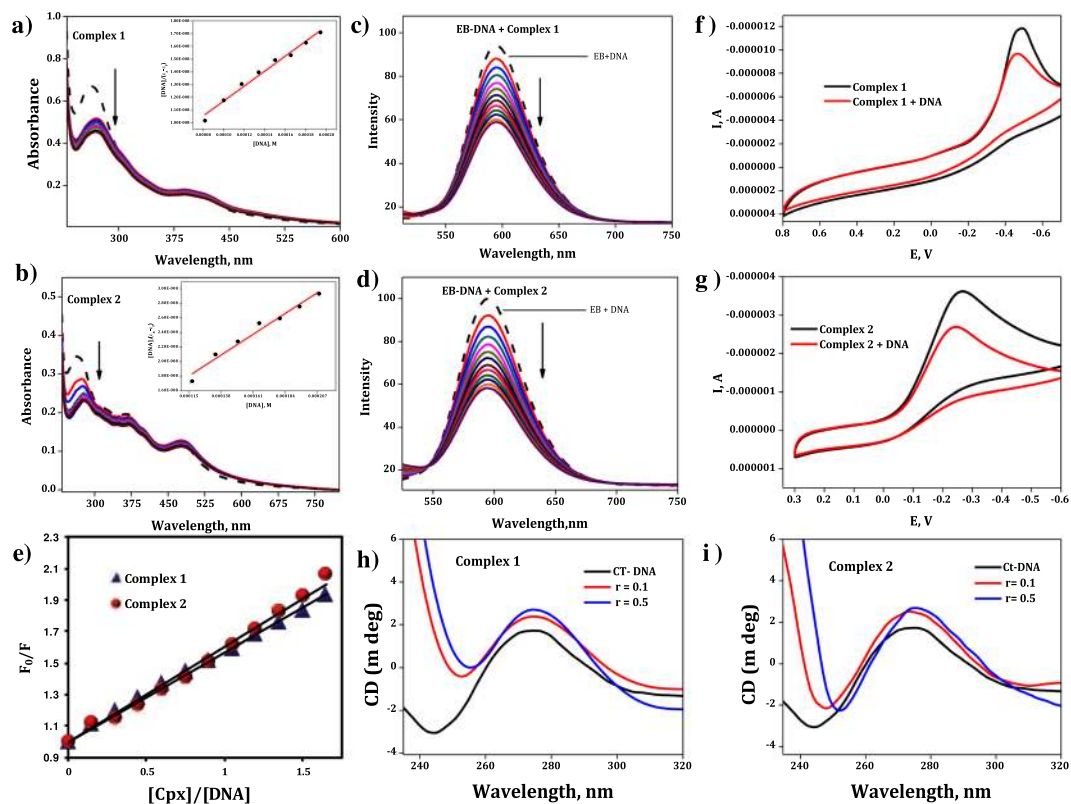 a)
Complex 1
Absorbance
1.0
0.8
0.6
0.4
0.2
300 375 450 525 600
Wavelength, nm
[DNA], M
c)
EB-DNA + Complex 1
EB+DNA
Intensity
100
80
60
40
20
550 600 650 700 750
Wavelength, nm
f)
Complex 1
Complex 1 + DNA
I, A
-0.000012
-0.000010
-0.000008
-0.000006
-0.000004
-0.000002
0.000000
0.000002
0.000004
0.8 0.6 0.4 0.2 0.0 -0.2 -0.4 -0.6
E, V
b)
Complex 2
Absorbance
0.5
0.4
0.3
0.2
0.1
0.0
300 375 450 525 600 675 750
Wavelength, nm
[DNA], M
d)
EB-DNA + Complex 2
EB + DNA
Intensity
100
80
60
40
20
550 600 650 700 750
Wavelength,nm
g)
Complex 2
Complex 2 + DNA
I, A
-0.000004
-0.000003
-0.000002
-0.000001
0.000000
0.000001
0.3 0.2 0.1 0.0 -0.1 -0.2 -0.3 -0.4 -0.5 -0.6
E, V
e)
Complex 1
Complex 2
F0/F
2.3
2.1
1.9
1.7
1.5
1.3
1.1
0.9
0 0.5 1 1.5
[Cpx]/[DNA]
h)
Complex 1
CT- DNA
r = 0.1
r = 0.5
CD (m deg)
6
4
2
0
-2
-4
240 260 280 300 320
Wavelength, nm
i)
Complex 2
Ct-DNA
r= 0.1
r= 0.5
CD (m deg)
6
4
2
0
-2
-4
240 260 280 300 320
Wavelength, nm